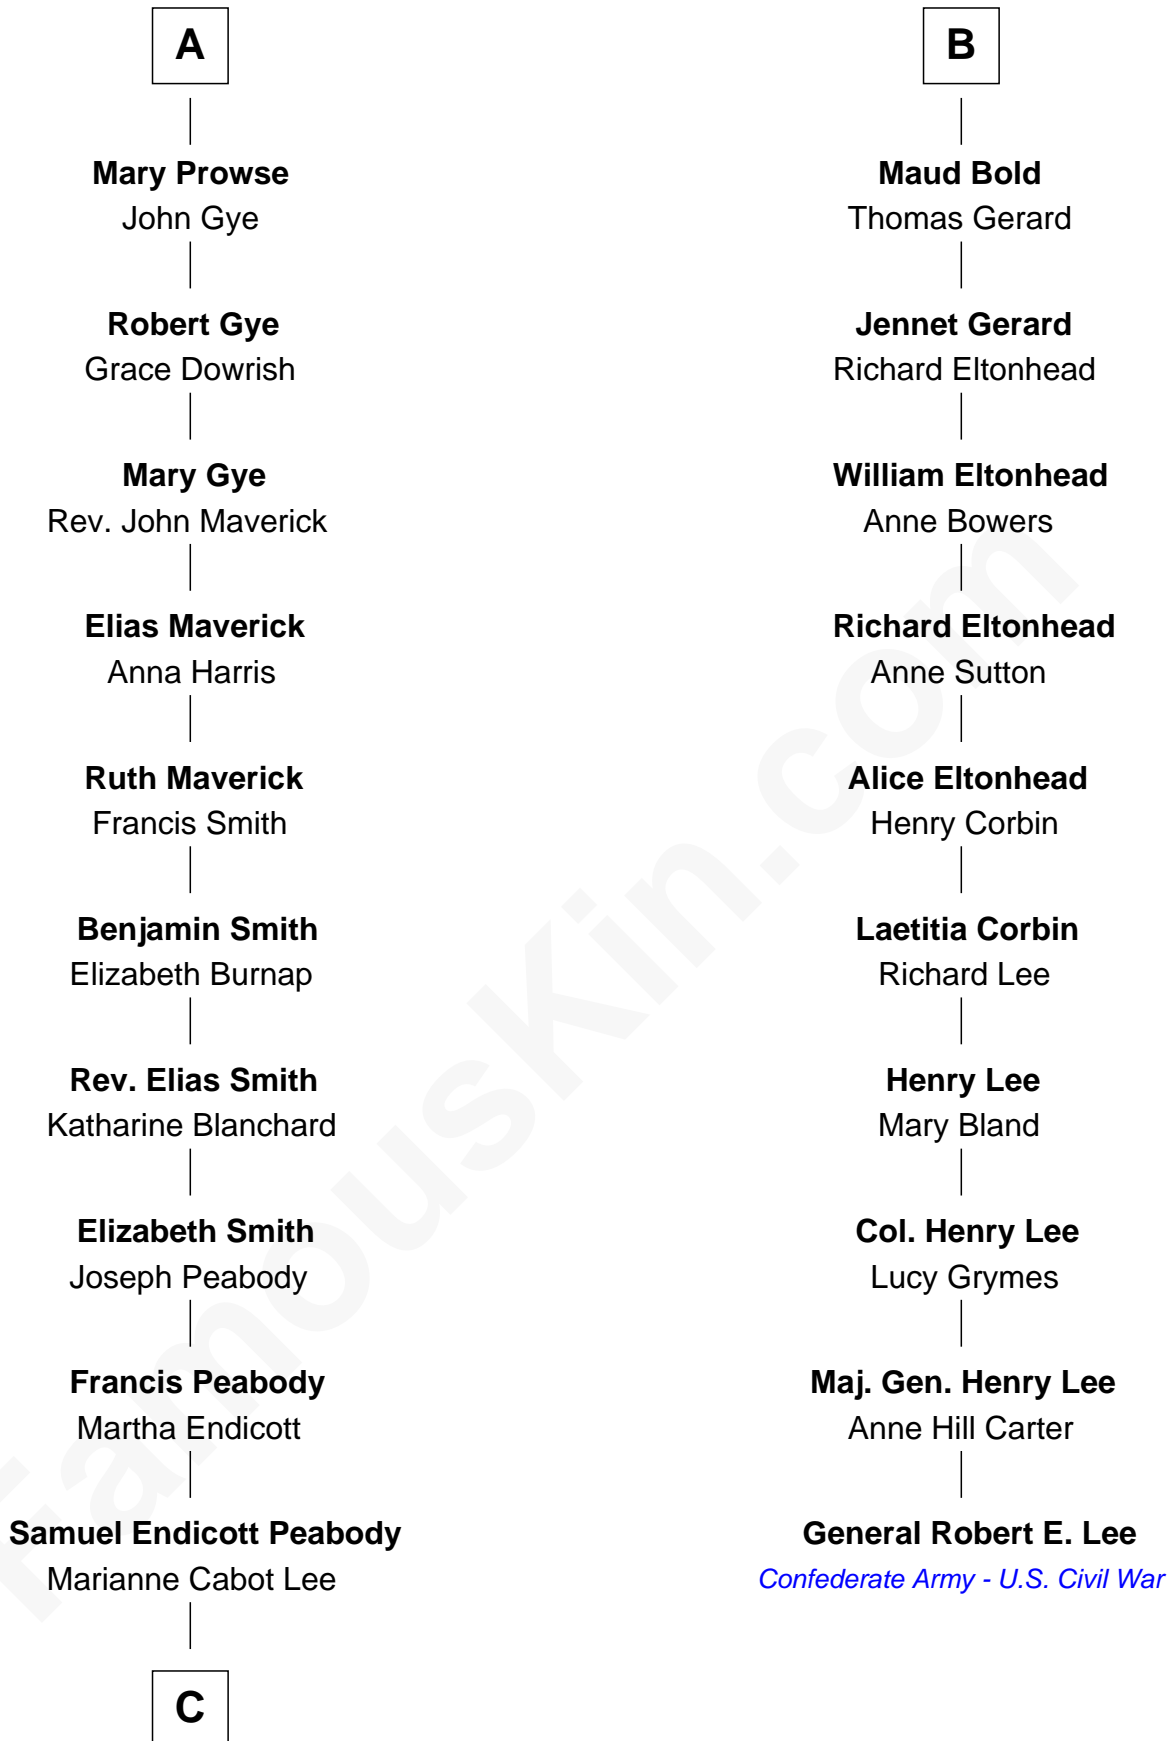 A
Mary Prowse
John Gye
Robert Gye
Grace Dowrish
Mary Gye
Rev. John Maverick
Elias Maverick
Anna Harris
Ruth Maverick
Francis Smith
Benjamin Smith
Elizabeth Burnap
Rev. Elias Smith
Katharine Blanchard
Elizabeth Smith
Joseph Peabody
Francis Peabody
Martha Endicott
Samuel Endicott Peabody
Marianne Cabot Lee
C
B
Maud Bold
Thomas Gerard
Jennet Gerard
Richard Eltonhead
William Eltonhead
Anne Bowers
Richard Eltonhead
Anne Sutton
Alice Eltonhead
Henry Corbin
Laetitia Corbin
Richard Lee
Henry Lee
Mary Bland
Col. Henry Lee
Lucy Grymes
Maj. Gen. Henry Lee
Anne Hill Carter
General Robert E. Lee
Confederate Army - U.S. Civil War
FamousKin.com